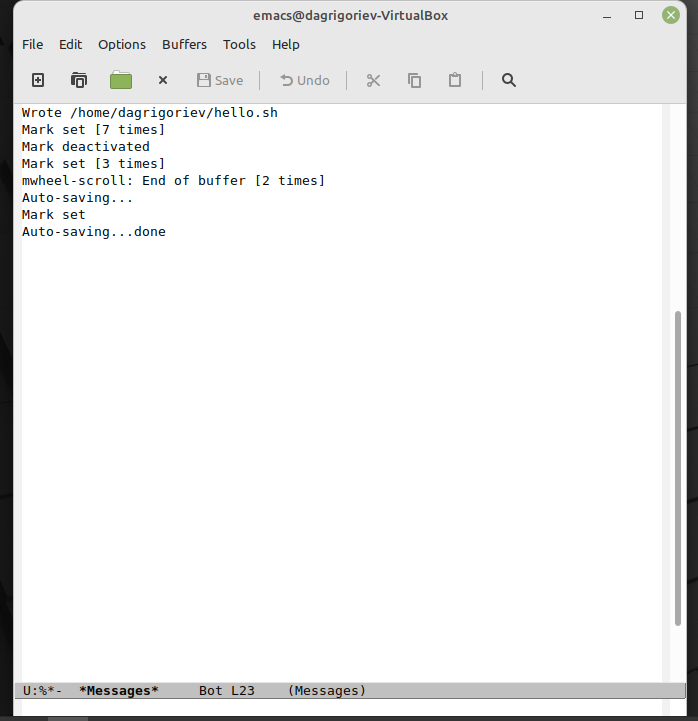 emacs@dagrigoriev-VirtualBox
File Edit Options Buffers Tools Help
Save Undo
Wrote /home/dagrigoriev/hello.sh
Mark set [7 times]
Mark deactivated
Mark set [3 times]
mwheel-scroll: End of buffer [2 times]
Auto-saving...
Mark set
Auto-saving...done
U:%*-  *Messages*     Bot L23    (Messages)